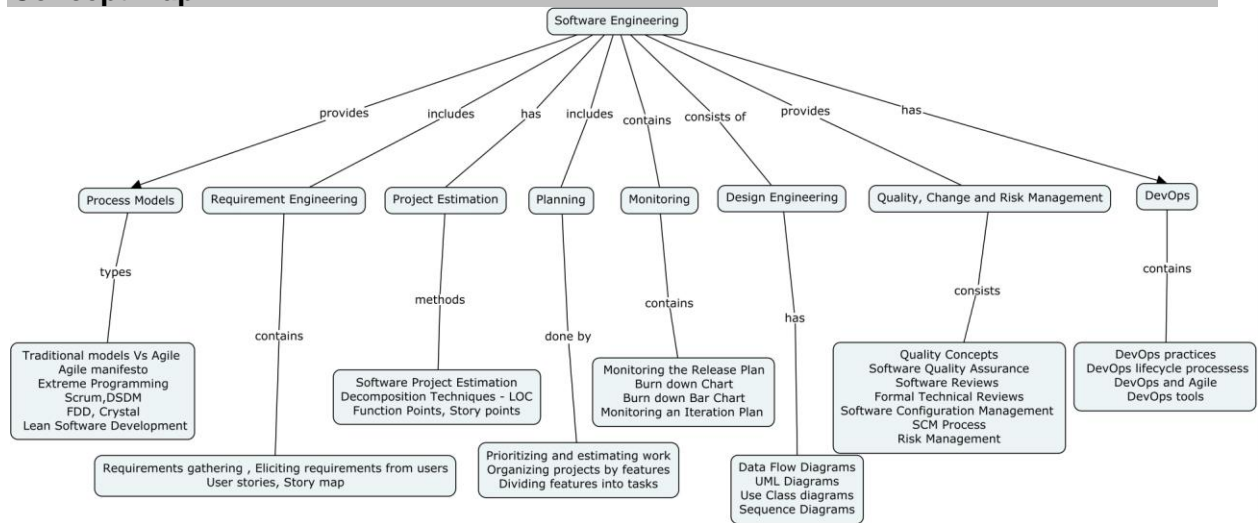 Software Engineering
provides
includes
has
includes
contains
consists of
provides
has
Process Models
Requirement Engineering
Project Estimation
Planning
Monitoring
Design Engineering
Quality, Change and Risk Management
DevOps
types
contains
methods
done by
contains
has
consists
contains
Traditional models Vs Agile
Agile manifesto
Extreme Programming
Scrum,DSDM
FDD, Crystal
Lean Software Development
Requirements gathering , Eliciting requirements from users
User stories, Story map
Software Project Estimation
Decomposition Techniques - LOC
Function Points, Story points
Prioritizing and estimating work
Organizing projects by features
Dividing features into tasks
Monitoring the Release Plan
Burn down Chart
Burn down Bar Chart
Monitoring an Iteration Plan
Data Flow Diagrams
UML Diagrams
Use Class diagrams
Sequence Diagrams
Quality Concepts
Software Quality Assurance
Software Reviews
Formal Technical Reviews
Software Configuration Management
SCM Process
Risk Management
DevOps practices
DevOps lifecycle processess
DevOps and Agile
DevOps tools